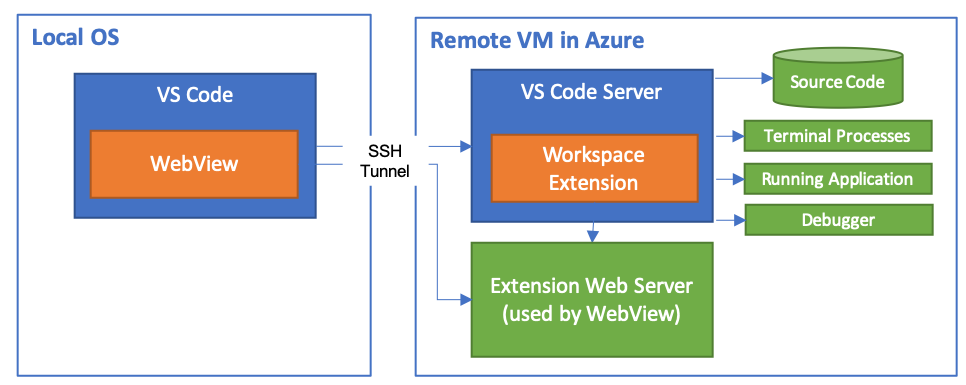 Local OS
VS Code
WebView
SSH
Tunnel
Remote VM in Azure
VS Code Server
Workspace
Extension
Extension Web Server
(used by WebView)
Source Code
Terminal Processes
Running Application
Debugger